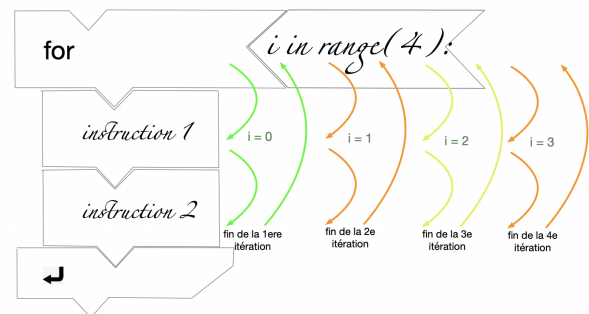 for i in range(4):
instruction 1
i = 0
i = 1
i = 2
i = 3
instruction 2
fin de la 1ere
itération
fin de la 2e
itération
fin de la 3e
itération
fin de la 4e
itération